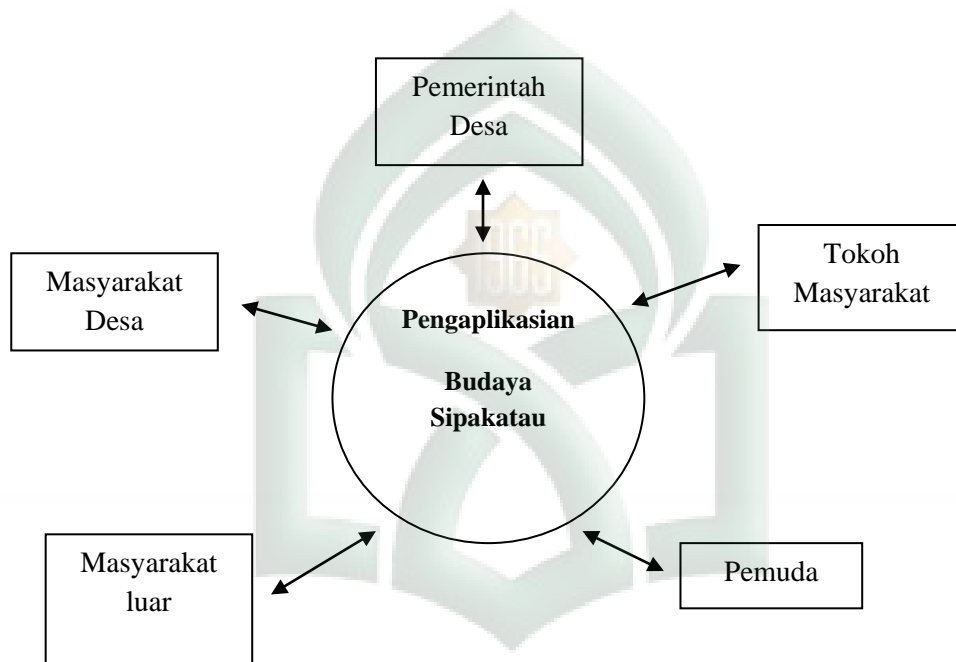 Pemerintah
Desa
Tokoh
Masyarakat
Masyarakat
Desa
Pengaplikasian
Budaya
Sipakatau
Masyarakat
luar
Pemuda